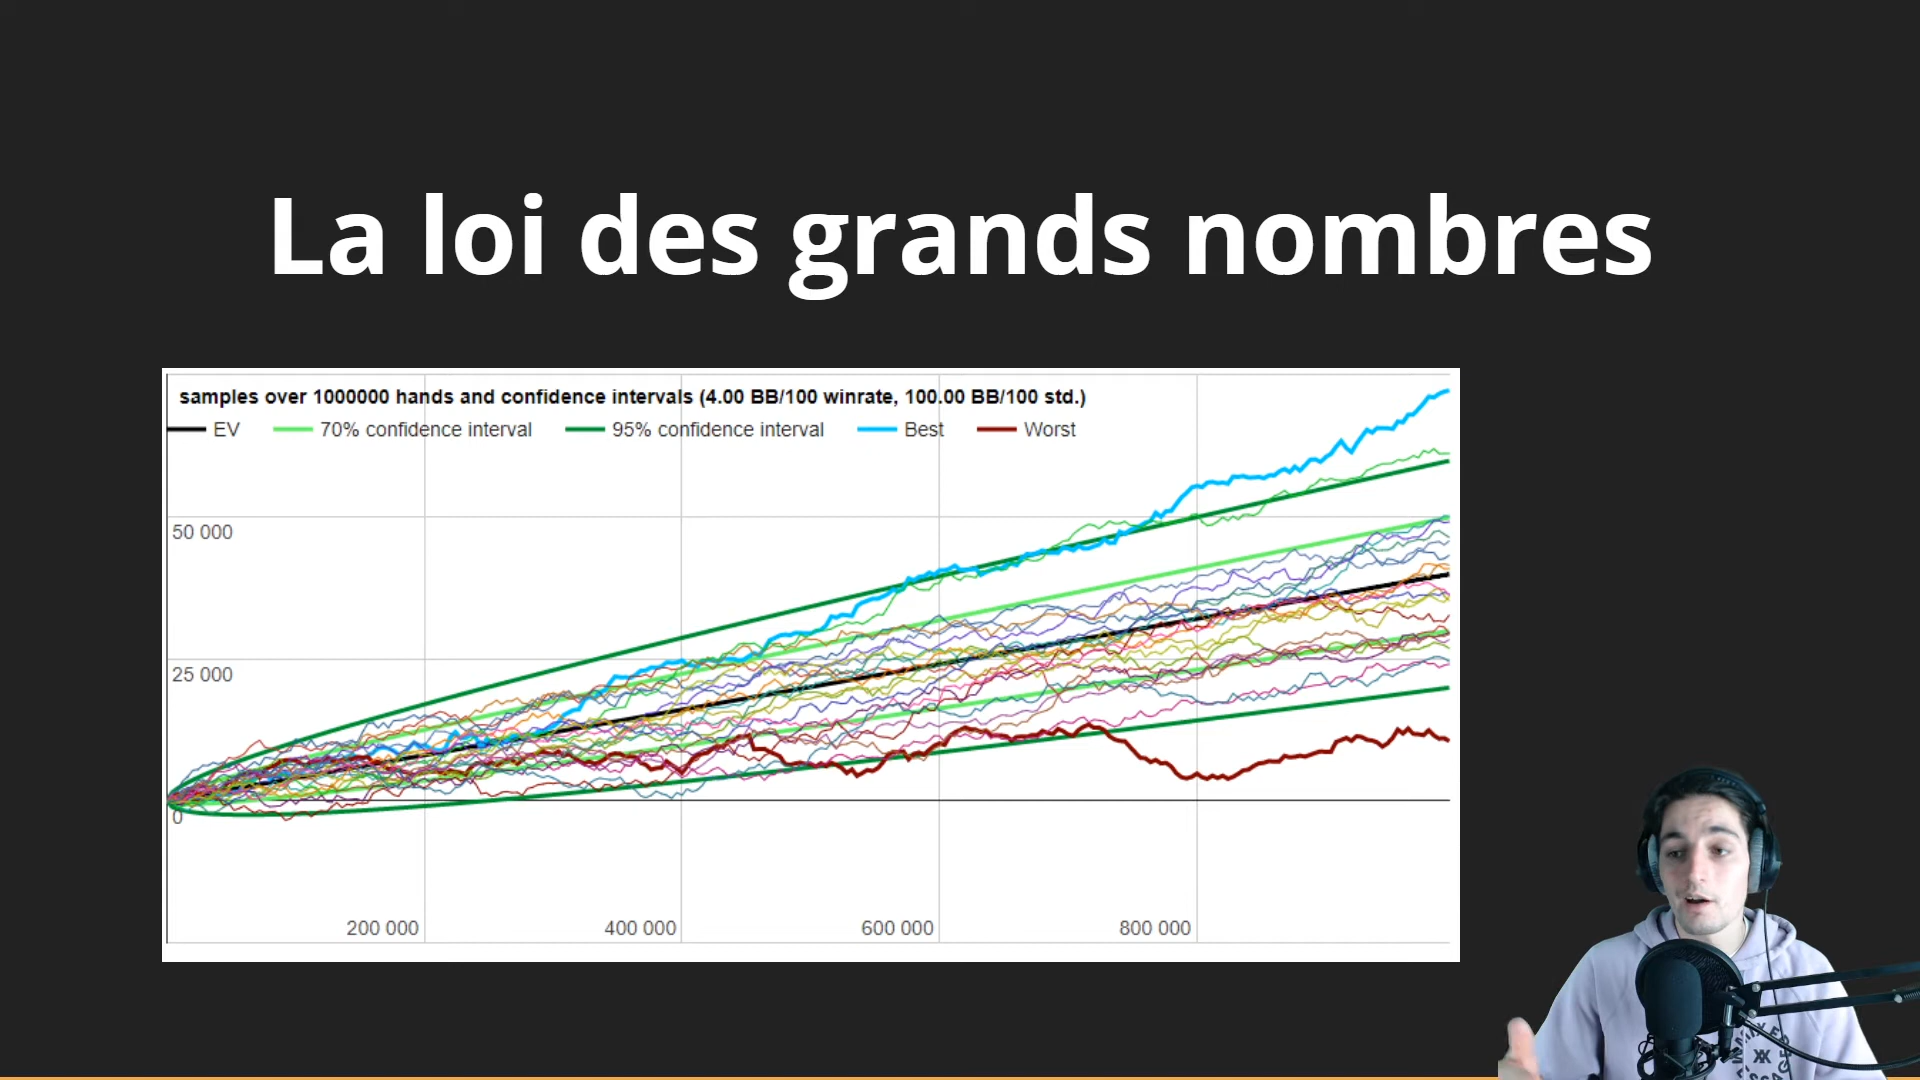 La loi des grands nombres
samples over 1000000 hands and confidence intervals (4.00 BB/100 winrate, 100.00 BB/100 std.)
EV 70% confidence interval 95% confidence interval Best Worst
50 000
25 000
0
200 000 400 000 600 000 800 000